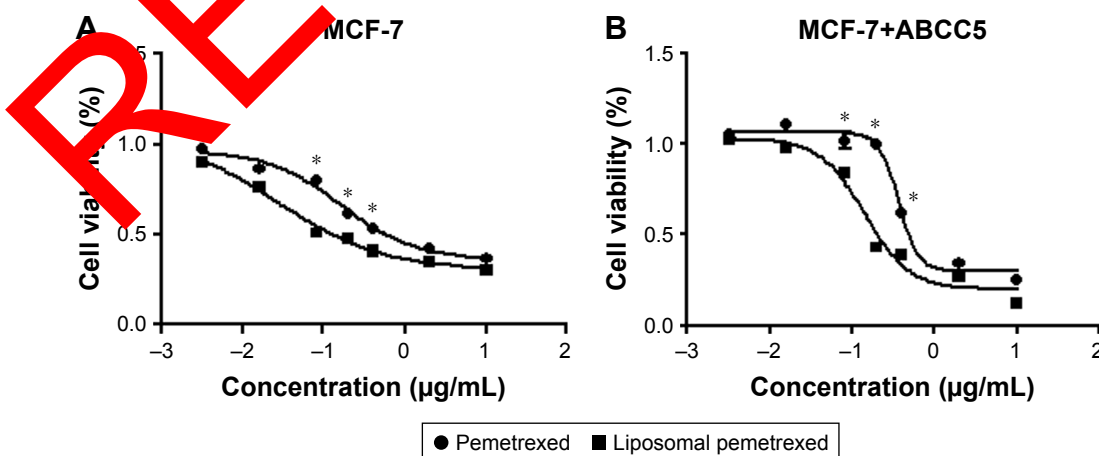 A MCF-7
B MCF-7+ABCC5
Cell viability (%)
5
1.0
0.5
0.0
–3 –2 –1 0 1 2
Concentration (µg/mL)
* * *
Cell viability (%)
1.5
1.0
0.5
0.0
–3 –2 –1 0 1 2
Concentration (µg/mL)
* * *
Pemetrexed Liposomal pemetrexed
RE